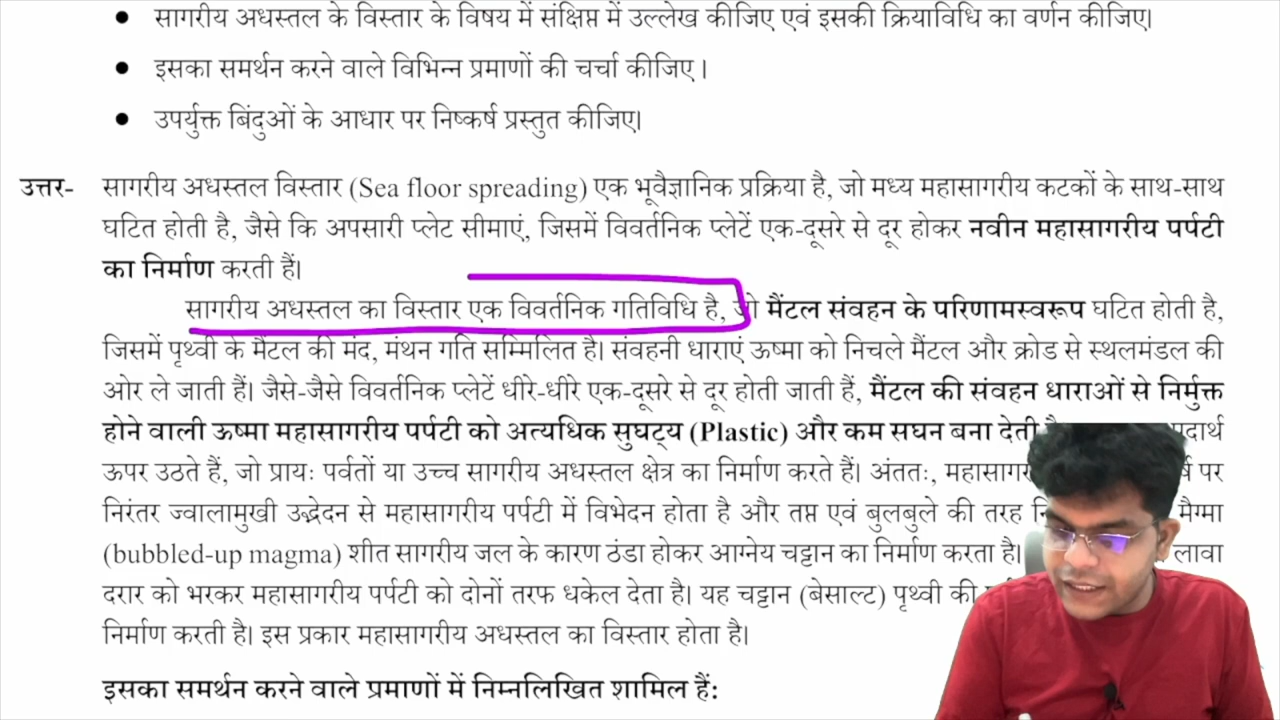 • सागरीय अधस्तल के विस्तार के विषय में संक्षिप्त में उल्लेख कीजिए एवं इसकी क्रियाविधि का वर्णन कीजिए।
• इसका समर्थन करने वाले विभिन्न प्रमाणों की चर्चा कीजिए।
• उपर्युक्त बिंदुओं के आधार पर निष्कर्ष प्रस्तुत कीजिए।
उत्तर- सागरीय अधस्तल विस्तार (Sea floor spreading) एक भूवैज्ञानिक प्रक्रिया है, जो मध्य महासागरीय कटकों के साथ-साथ
घटित होती है, जैसे कि अपसारी प्लेट सीमाएं, जिसमें विवर्तनिक प्लेटें एक-दूसरे से दूर होकर नवीन महासागरीय पर्पटी
का निर्माण करती हैं।
सागरीय अधस्तल का विस्तार एक विवर्तनिक गतिविधि है, जो मैंटल संवहन के परिणामस्वरूप घटित होती है,
जिसमें पृथ्वी के मैंटल की मंद, मंथन गति सम्मिलित है। संवहनी धाराएं ऊष्मा को निचले मैंटल और क्रोड से स्थलमंडल की
ओर ले जाती हैं। जैसे-जैसे विवर्तनिक प्लेटें धीरे-धीरे एक-दूसरे से दूर होती जाती हैं, मैंटल की संवहन धाराओं से निर्मुक्त
होने वाली ऊष्मा महासागरीय पर्पटी को अत्यधिक सुघट्य (Plastic) और कम सघन बना देती
ऊपर उठते हैं, जो प्रायः पर्वतों या उच्च सागरीय अधस्तल क्षेत्र का निर्माण करते हैं। अंततः, पर
निरंतर ज्वालामुखी उद्भेदन से महासागरीय पर्पटी में विभेदन होता है और तप्त एवं बुलबुले की तरह मैग्मा
(bubbled-up magma) शीत सागरीय जल के कारण ठंडा होकर आग्नेय चट्टान का निर्माण करता है। लावा
दरार को भरकर महासागरीय पर्पटी को दोनों तरफ धकेल देता है। यह चट्टान (बेसाल्ट) पृथ्वी की
निर्माण करती है। इस प्रकार महासागरीय अधस्तल का विस्तार होता है।
इसका समर्थन करने वाले प्रमाणों में निम्नलिखित शामिल हैं: